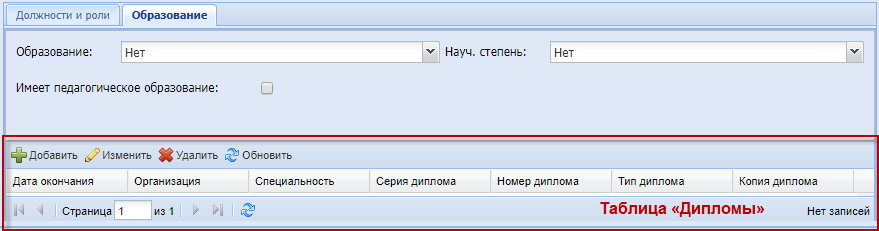 Должности и роли Образование
Образование: Нет Науч. степень: Нет
Имеет педагогическое образование:
Добавить Изменить Удалить Обновить
Дата окончания Организация Специальность Серия диплома Номер диплома Тип диплома Копия диплома
Страница 1 из 1 Таблица «Дипломы» Нет записей